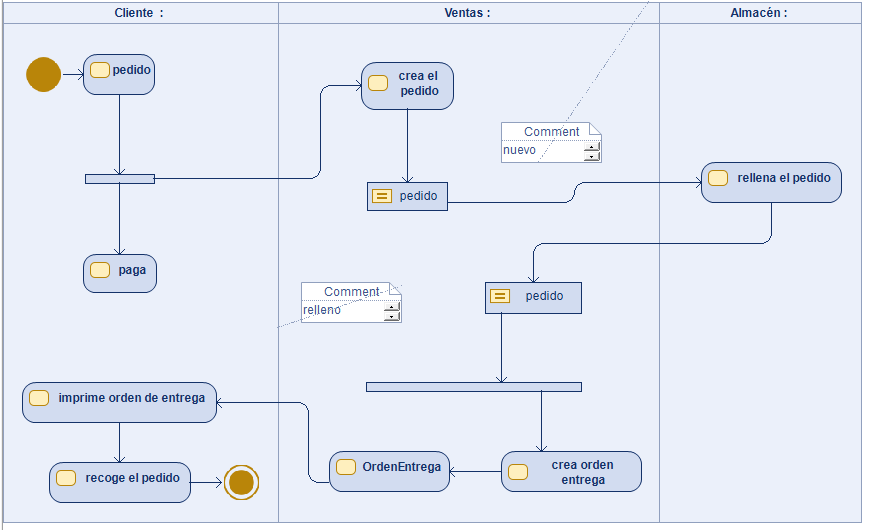 Cliente :
Ventas :
Almacén :
pedido
crea el
pedido
Comment
nuevo
pedido
rellena el pedido
paga
Comment
relleno
pedido
imprime orden de entrega
OrdenEntrega
crea orden
entrega
recoge el pedido